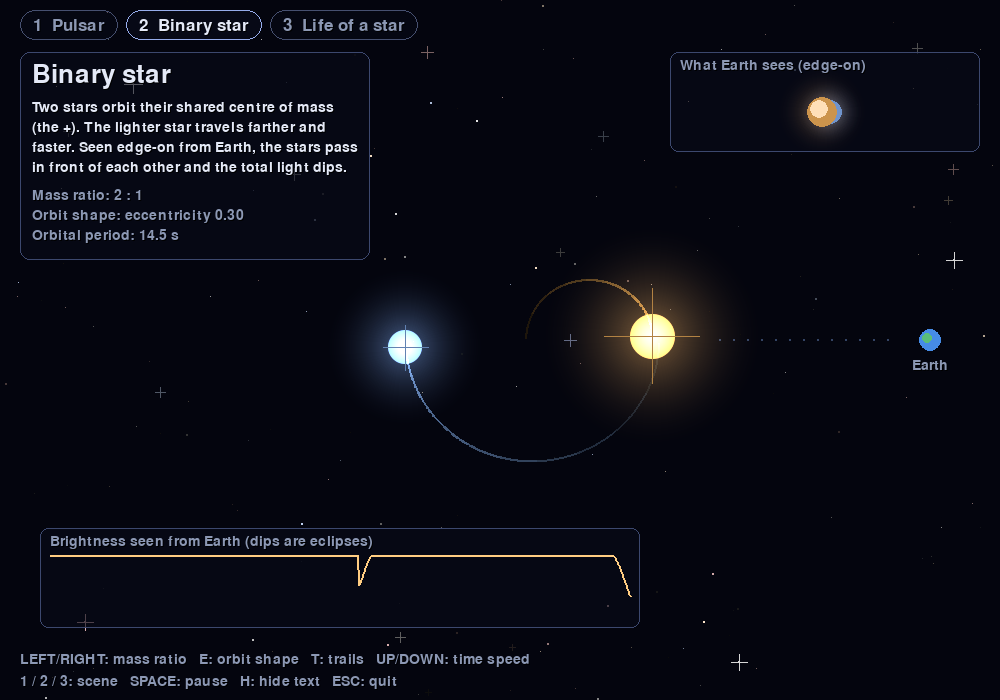 1 Pulsar
2 Binary star
3 Life of a star
Binary star
Two stars orbit their shared centre of mass
(the +). The lighter star travels farther and
faster. Seen edge-on from Earth, the stars pass
in front of each other and the total light dips.
Mass ratio: 2 : 1
Orbit shape: eccentricity 0.30
Orbital period: 14.5 s
What Earth sees (edge-on)
Earth
Brightness seen from Earth (dips are eclipses)
LEFT/RIGHT: mass ratio E: orbit shape T: trails UP/DOWN: time speed
1 / 2 / 3: scene SPACE: pause H: hide text ESC: quit